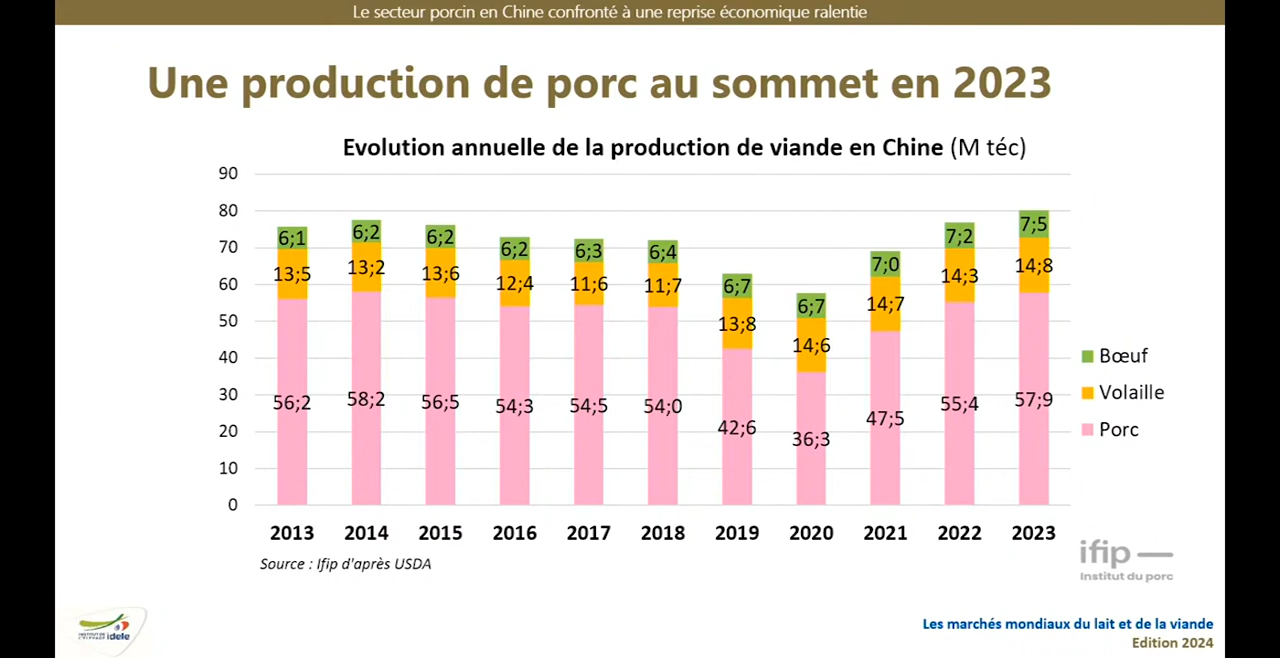 Le secteur porcin en Chine confronté à une reprise économique ralentie
Une production de porc au sommet en 2023
Evolution annuelle de la production de viande en Chine (M téc)
90
80
70
60
50
40
30
20
10
0
6;1 6;2 6;2 6;2 6;3 6;4 6;7 6;7 7;0 7;2 7;5
13;5 13;2 13;6 12;4 11;6 11;7 13;8 14;6 14;7 14;3 14;8
56;2 58;2 56;5 54;3 54;5 54;0 42;6 36;3 47;5 55;4 57;9
2013 2014 2015 2016 2017 2018 2019 2020 2021 2022 2023
Bœuf
Volaille
Porc
Source : Ifip d'après USDA
ifip
Institut du porc
INSTITUT DE
L'ELEVAGE idele
Les marchés mondiaux du lait et de la viande
Edition 2024